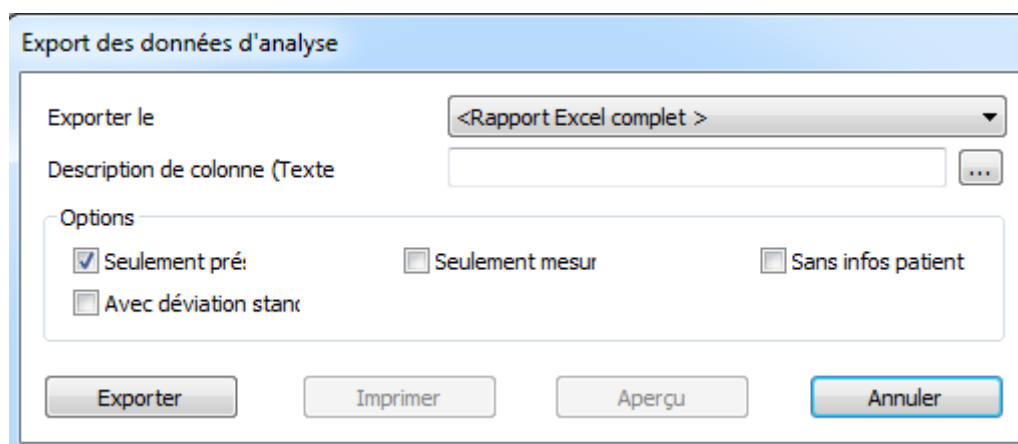 Export des données d'analyse
Exporter le
<Rapport Excel complet >
Description de colonne (Texte
...
Options
Seulement pré
Seulement mesur
Sans infos patient
Avec déviation stand
Exporter
Imprimer
Aperçu
Annuler